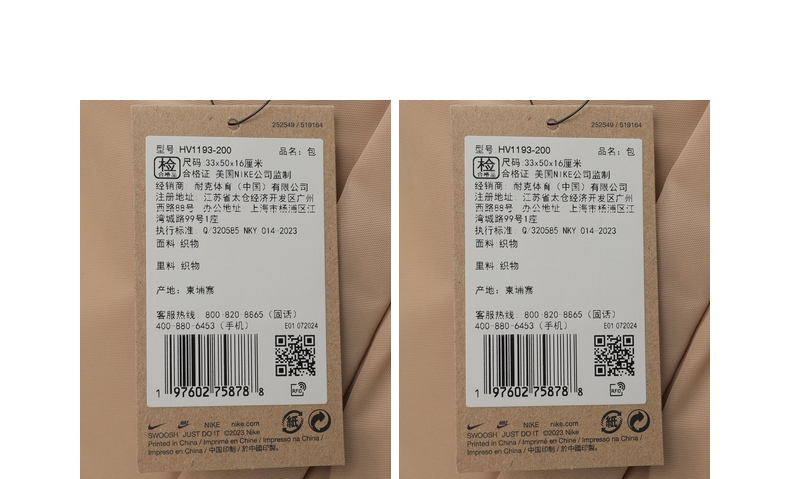 252549 / 519164
型号 HV1193-200
品名：包
检
合格证
尺码 33x50x16厘米
合格证 美国NIKE公司监制
经销商 耐克体育（中国）有限公司
注册地址 江苏省太仓经济开发区广州
西路88号 办公地址 上海市杨浦区江
湾城路99号1座
执行标准 Q/320585 NKY 014-2023
面料 织物
里料 织物
产地：柬埔寨
客服热线: 800-820-8865（固话）
400-880-6453（手机）
E01 072024
1 97602 75878 8
RFID
NIKE nike.com
SWOOSH JUST DO IT ©2023 Nike
Printed in China / Imprimé en Chine / Impresso na China /
Impreso en China / 中国印制 / 於中國印製。
紙
252549 / 519164
型号 HV1193-200
品名：包
检
合格证
尺码 33x50x16厘米
合格证 美国NIKE公司监制
经销商 耐克体育（中国）有限公司
注册地址 江苏省太仓经济开发区广州
西路88号 办公地址 上海市杨浦区江
湾城路99号1座
执行标准 Q/320585 NKY 014-2023
面料 织物
里料 织物
产地：柬埔寨
客服热线: 800-820-8865（固话）
400-880-6453（手机）
E01 072024
1 97602 75878 8
RFID
NIKE nike.com
SWOOSH JUST DO IT ©2023 Nike
Printed in China / Imprimé en Chine / Impresso na China /
Impreso en China / 中国印制 / 於中國印製。
紙